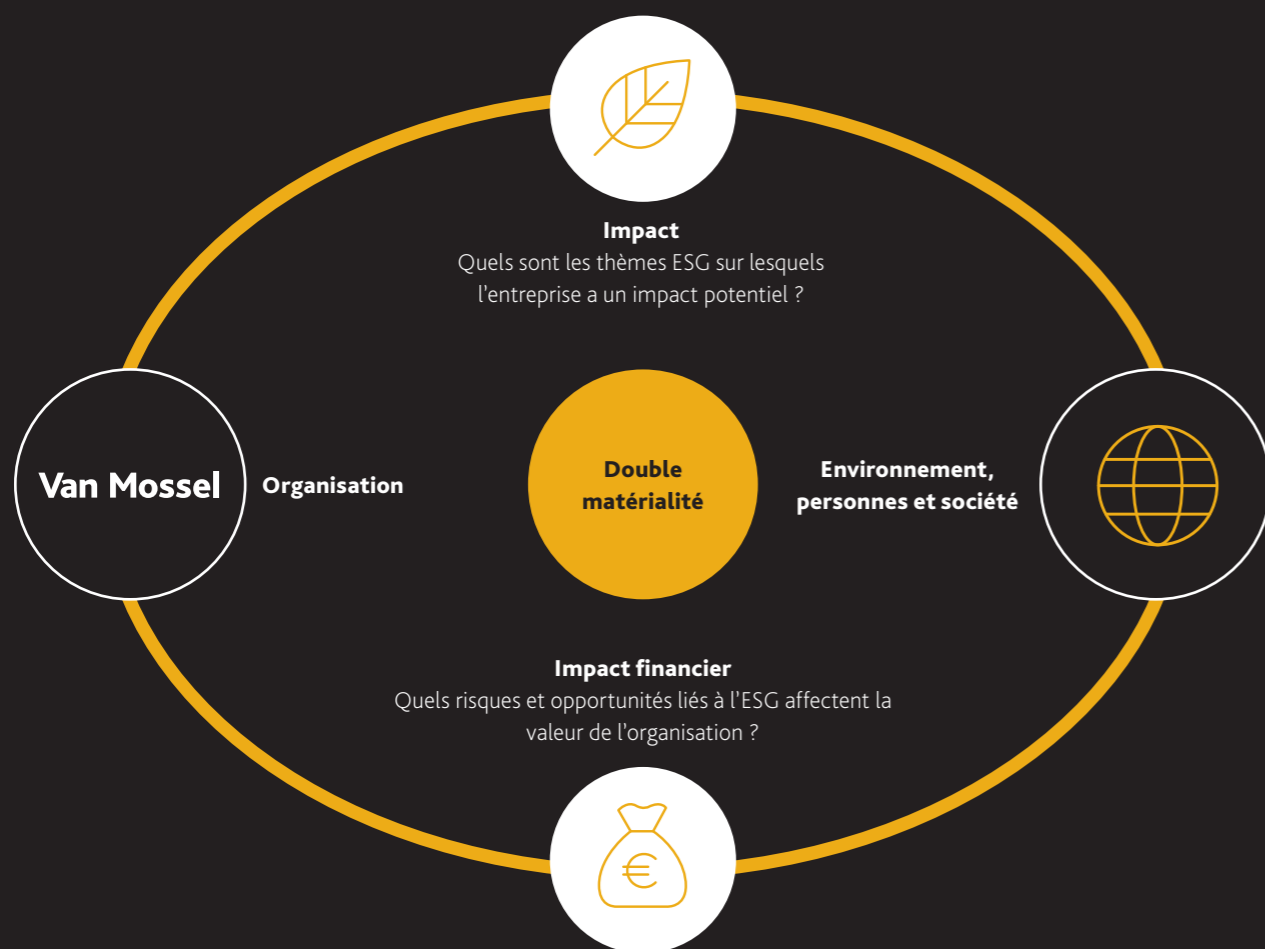 Impact
Quels sont les thèmes ESG sur lesquels
l’entreprise a un impact potentiel ?
Van Mossel
Organisation
Double
matérialité
Environnement,
personnes et société
Impact financier
Quels risques et opportunités liés à l’ESG affectent la
valeur de l’organisation ?
€